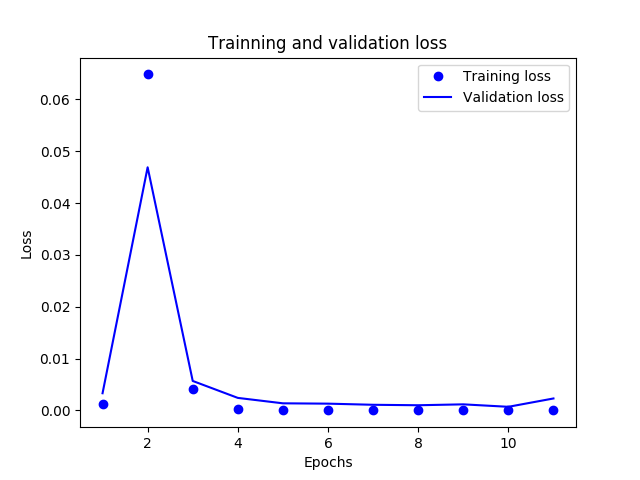 Trainning and validation loss
Training loss
Validation loss
0.06
0.05
0.04
0.03
0.02
0.01
0.00
Loss
2
4
6
8
10
Epochs